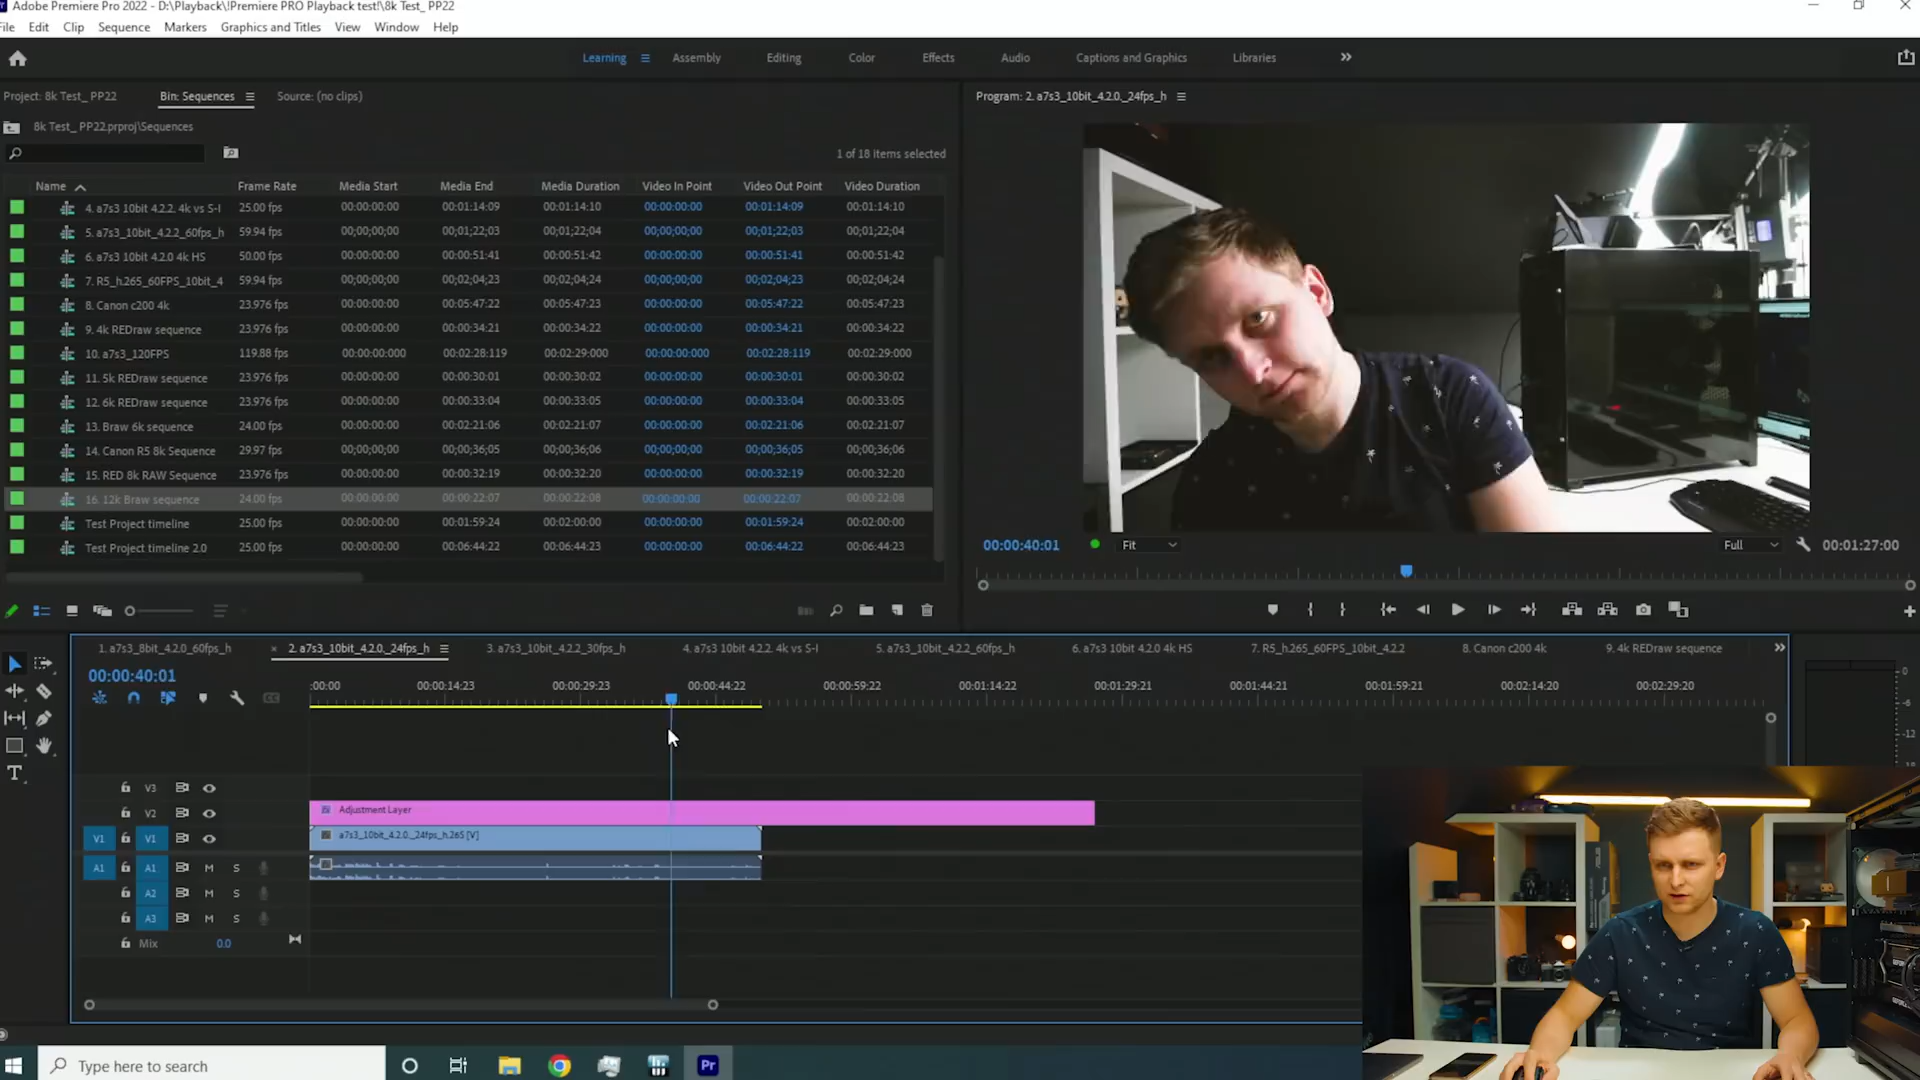 Adobe Premiere Pro 2022 - D:\Playback\!Premiere PRO Playback test!\8k Test_ PP22
File Edit Clip Sequence Markers Graphics and Titles View Window Help
Learning Assembly Editing Color Effects Audio Captions and Graphics Libraries
Project: 8k Test_ PP22 Bin: Sequences Source: (no clips)
Program: 2. a7s3_10bit_4.2.0._24fps_h
8k Test_ PP22.prproj\Sequences
1 of 18 items selected
Name Frame Rate Media Start Media End Media Duration Video In Point Video Out Point Video Duration
4. a7s3 10bit 4.2.2. 4k vs S-I 25.00 fps 00:00:00:00 00:01:14:09 00:01:14:10 00:00:00:00 00:01:14:09 00:01:14:10
5. a7s3_10bit_4.2.2_60fps_h 59.94 fps 00;00;00;00 00;01;22;03 00;01;22;04 00;00;00;00 00;01;22;03 00;01;22;04
6. a7s3 10bit 4.2.0 4k HS 50.00 fps 00:00:00:00 00:00:51:41 00:00:51:42 00:00:00:00 00:00:51:41 00:00:51:42
7. R5_h.265_60FPS_10bit_4 59.94 fps 00;00;00;00 00;02;04;23 00;02;04;24 00;00;00;00 00;02;04;23 00;02;04;24
8. Canon c200 4k 23.976 fps 00:00:00:00 00:05:47:22 00:05:47:23 00:00:00:00 00:05:47:22 00:05:47:23
9. 4k REDraw sequence 23.976 fps 00:00:00:00 00:00:34:21 00:00:34:22 00:00:00:00 00:00:34:21 00:00:34:22
10. a7s3_120FPS 119.88 fps 00:00:00:000 00:02:28:119 00:02:29:000 00:00:00:000 00:02:28:119 00:02:29:000
11. 5k REDraw sequence 23.976 fps 00:00:00:00 00:00:30:01 00:00:30:02 00:00:00:00 00:00:30:01 00:00:30:02
12. 6k REDraw sequence 23.976 fps 00:00:00:00 00:00:33:04 00:00:33:05 00:00:00:00 00:00:33:04 00:00:33:05
13. Braw 6k sequence 24.00 fps 00:00:00:00 00:02:21:06 00:02:21:07 00:00:00:00 00:02:21:06 00:02:21:07
14. Canon R5 8k Sequence 29.97 fps 00;00;00;00 00;00;36;05 00;00;36;06 00;00;00;00 00;00;36;05 00;00;36;06
15. RED 8k RAW Sequence 23.976 fps 00:00:00:00 00:00:32:19 00:00:32:20 00:00:00:00 00:00:32:19 00:00:32:20
16. 12k Braw sequence 24.00 fps 00:00:00:00 00:00:22:07 00:00:22:08 00:00:00:00 00:00:22:07 00:00:22:08
Test Project timeline 25.00 fps 00:00:00:00 00:01:59:24 00:02:00:00 00:00:00:00 00:01:59:24 00:02:00:00
Test Project timeline 2.0 25.00 fps 00:00:00:00 00:06:44:22 00:06:44:23 00:00:00:00 00:06:44:22 00:06:44:23
00:00:40:01 Fit Full 00:01:27:00
1. a7s3_8bit_4.2.0_60fps_h × 2. a7s3_10bit_4.2.0._24fps_h 3. a7s3_10bit_4.2.2_30fps_h 4. a7s3 10bit 4.2.2. 4k vs S-I 5. a7s3_10bit_4.2.2_60fps_h 6. a7s3 10bit 4.2.0 4k HS 7. R5_h.265_60FPS_10bit_4.2.2 8. Canon c200 4k 9. 4k REDraw sequence
00:00:40:01
:00:00 00:00:14:23 00:00:29:23 00:00:44:22 00:00:59:22 00:01:14:22 00:01:29:21 00:01:44:21 00:01:59:21 00:02:14:20 00:02:29:20
0
-6
-12
V3
V2 Adjustment Layer
V1 V1 a7s3_10bit_4.2.0._24fps_h.265 [V]
A1 A1 M S
A2 M S
A3 M S
Mix 0.0
T
Type here to search
Pr